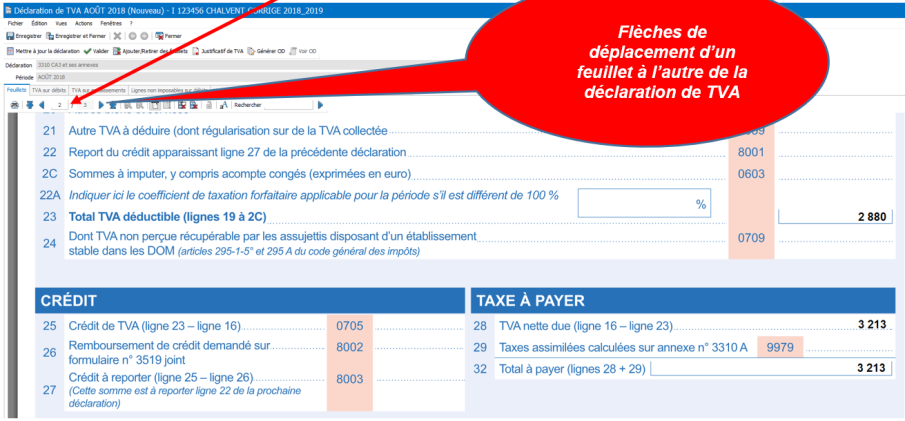 Déclaration de TVA AOÛT 2018 (Nouveau) - I 123456 CHALVENT CORRIGE 2018_2019
Fichier Édition Vues Actions Fenêtres ?
Enregistrer Enregistrer et Fermer Fermer
Mettre à jour la déclaration Valider Ajouter/Retirer des feuillets Justificatif de TVA Générer OD Voir OD
Déclaration 3310 CA3 et ses annexes
Période AOÛT 2018
Feuillets TVA sur débits TVA sur encaissements Lignes non imposables sur débits
2 3 Rechercher
Flèches de
déplacement d’un
feuillet à l’autre de la
déclaration de TVA
21 Autre TVA à déduire (dont régularisation sur de la TVA collectée
22 Report du crédit apparaissant ligne 27 de la précédente déclaration 8001
2C Sommes à imputer, y compris acompte congés (exprimées en euro) 0603
22A Indiquer ici le coefficient de taxation forfaitaire applicable pour la période s’il est différent de 100 % %
23 Total TVA déductible (lignes 19 à 2C) 2 880
24 Dont TVA non perçue récupérable par les assujettis disposant d’un établissement 0709
stable dans les DOM (articles 295-1-5° et 295 A du code général des impôts)
CRÉDIT
25 Crédit de TVA (ligne 23 – ligne 16) 0705
26 Remboursement de crédit demandé sur 8002
formulaire n° 3519 joint
27 Crédit à reporter (ligne 25 – ligne 26) 8003
(Cette somme est à reporter ligne 22 de la prochaine
déclaration)
TAXE À PAYER
28 TVA nette due (ligne 16 – ligne 23) 3 213
29 Taxes assimilées calculées sur annexe n° 3310 A 9979
32 Total à payer (lignes 28 + 29) 3 213